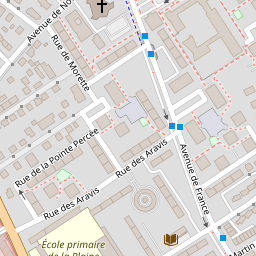 Avenue de No
Rue de Morette
Rue de la Pointe Percée
Rue des Aravis
Avenue de France
Rue des Aravis
École primaire
de la Plaine
Martin